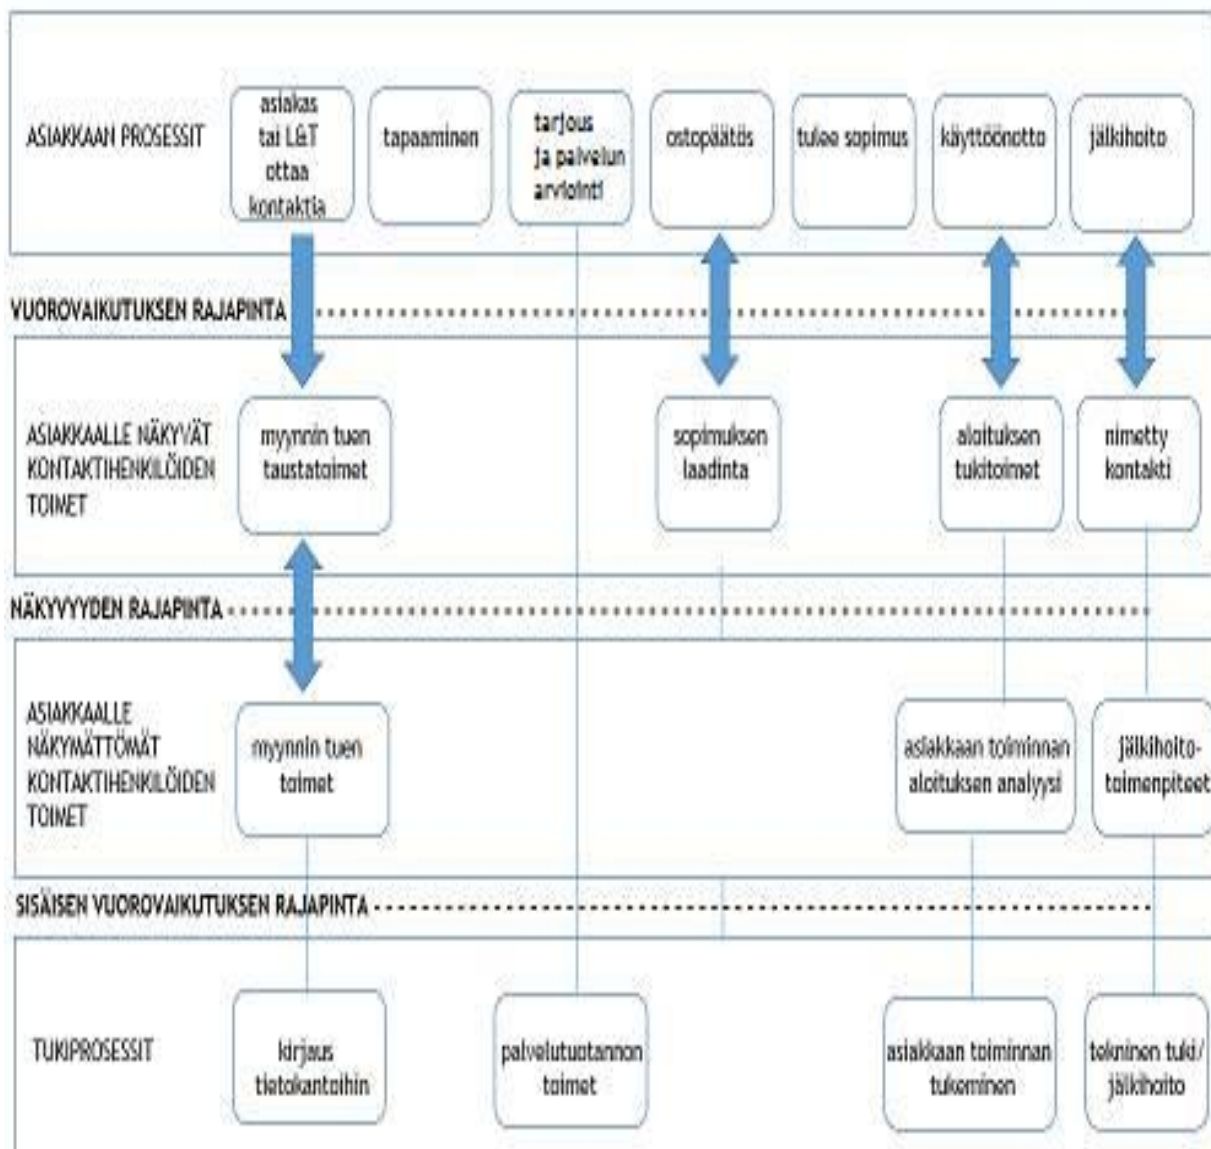 ASIAKKAAN PROSESSIT
asiakas
tai L&T
ottaa
kontaktia
tapaaminen
tarjous
ja palvelun
arviointi
ostopäätös
tulee sopimus
käyttöönotto
jälkihoito
VUOROVAIKUTUKSEN RAJAPINTA
ASIAKKAALLE NÄKYVÄT
KONTAKTIHENKILÖIDEN
TOIMET
myynnin tuen
taustatoimet
sopimuksen
laadinta
aloituksen
tukitoimet
nimetty
kontakti
NÄKYVYYDEN RAJAPINTA
ASIAKKAALLE
NÄKYMÄTTÖMÄT
KONTAKTIHENKILÖIDEN
TOIMET
myynnin tuen
toimet
asiakkaan toiminnan
aloituksen analyysi
jälkihoito-
toimenpiteet
SISÄISEN VUOROVAIKUTUKSEN RAJAPINTA
TUKIPROSESSIT
kirjaus
tietokantoihin
palvelutuotannon
toimet
asiakkaan toiminnan
tukeminen
tekninen tuki/
jälkihoito